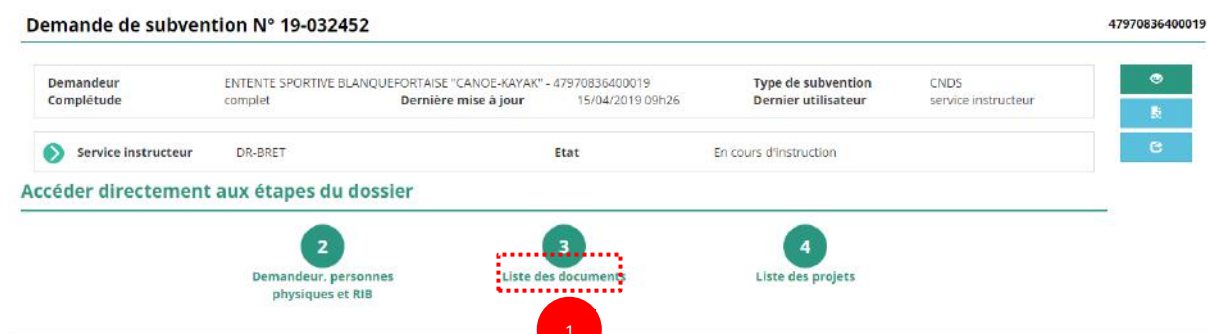 Demande de subvention N° 19-032452 47970836400019
Demandeur ENTENTE SPORTIVE BLANQUEFORTAISE "CANOE-KAYAK" - 47970836400019 Type de subvention CNDS
Complétude complet Dernière mise à jour 15/04/2019 09h26 Dernier utilisateur service instructeur
Service instructeur DR-BRET Etat En cours d'instruction
Accéder directement aux étapes du dossier
2 3 4
Demandeur, personnes Liste des documents Liste des projets
physiques et RIB
1